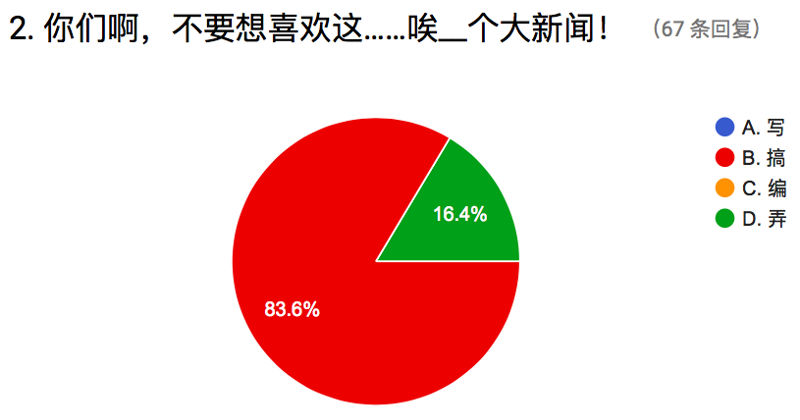 2. 你们啊，不要想喜欢这……唉__个大新闻！ （67 条回复）
A. 写
B. 搞
C. 编
D. 弄
16.4%
83.6%